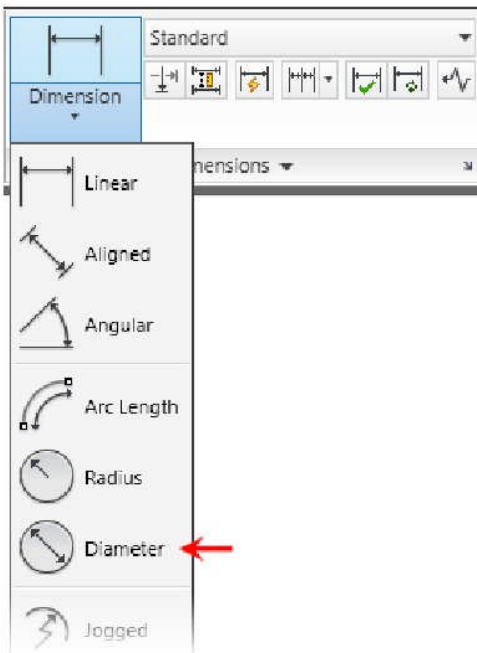 Standard
Dimension
nensions
Linear
Aligned
Angular
Arc Length
Radius
Diameter
Jogged